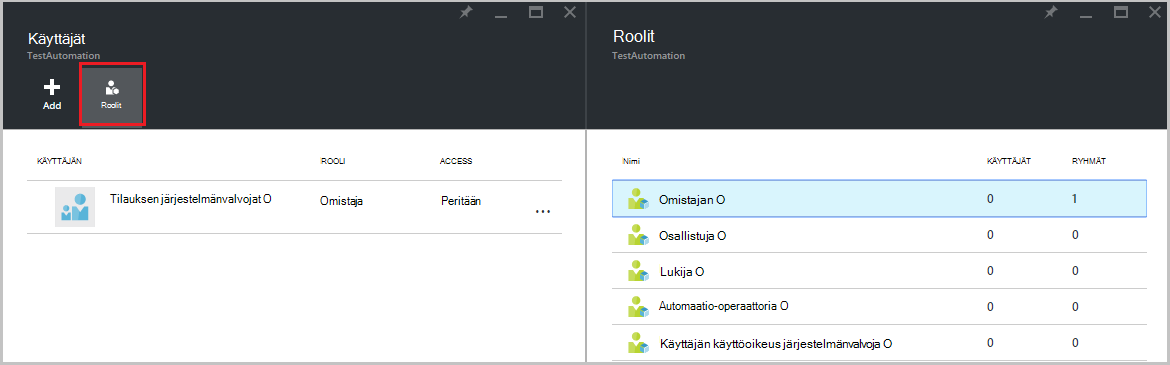 Käyttäjät
TestAutomation
Add
Roolit
KÄYTTÄJÄN ROOLI ACCESS
Tilauksen järjestelmänvalvojat O Omistaja Peritään ...
Roolit
TestAutomation
Nimi KÄYTTÄJÄT RYHMÄT
Omistajan O 0 1
Osallistuja O 0 0
Lukija O 0 0
Automaatio-operaattoria O 0 0
Käyttäjän käyttöoikeus järjestelmänvalvoja O 0 0